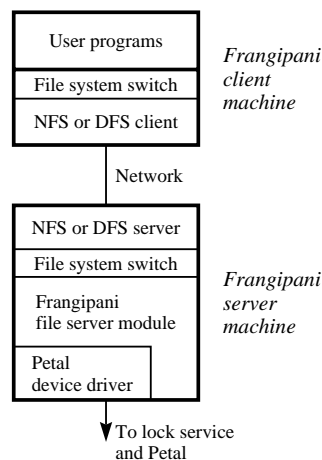 User programs
File system switch
NFS or DFS client
Frangipani
client
machine
Network
NFS or DFS server
File system switch
Frangipani
file server module
Petal
device driver
Frangipani
server
machine
To lock service
and Petal